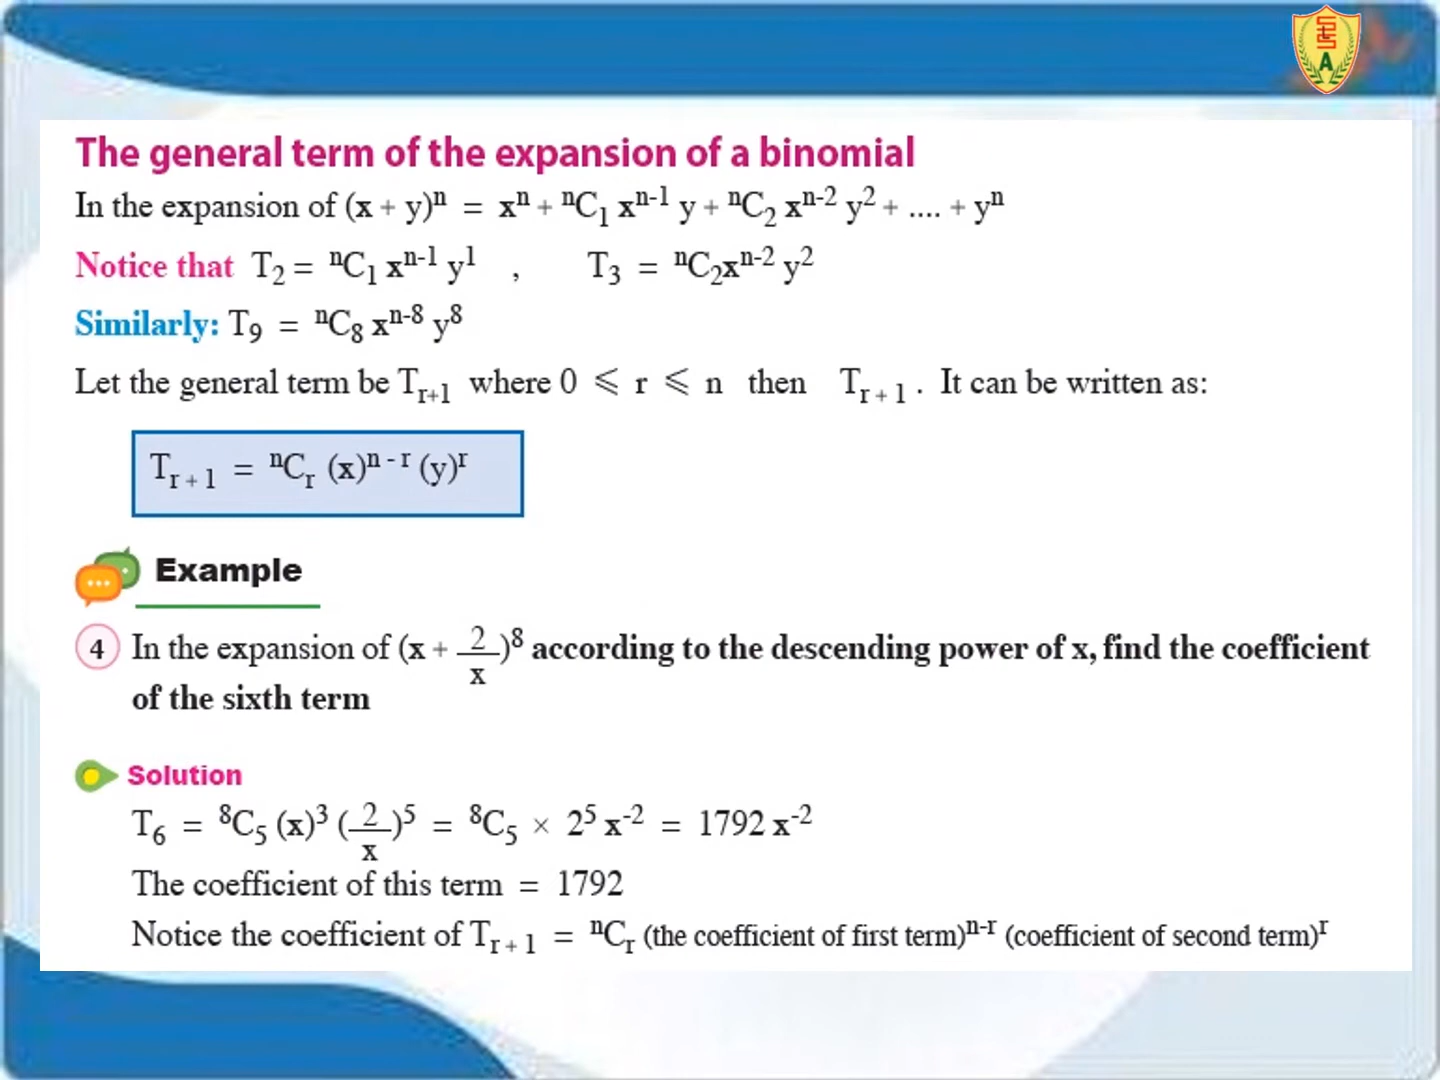 The general term of the expansion of a binomial
In the expansion of (x + y)ⁿ = xⁿ + ⁿC₁ xⁿ⁻¹ y + ⁿC₂ xⁿ⁻² y² + .... + yⁿ
Notice that T₂ = ⁿC₁ xⁿ⁻¹ y¹ , T₃ = ⁿC₂xⁿ⁻² y²
Similarly: T₉ = ⁿC₈ xⁿ⁻⁸ y⁸
Let the general term be Tᵣ₊₁ where 0 ⩽ r ⩽ n then Tᵣ₊₁ . It can be written as:
Tᵣ₊₁ = ⁿCᵣ (x)ⁿ⁻ʳ (y)ʳ
Example
4 In the expansion of (x + 2/x)⁸ according to the descending power of x, find the coefficient
of the sixth term
Solution
T₆ = ⁸C₅ (x)³ (2/x)⁵ = ⁸C₅ × 2⁵ x⁻² = 1792 x⁻²
The coefficient of this term = 1792
Notice the coefficient of Tᵣ₊₁ = ⁿCᵣ (the coefficient of first term)ⁿ⁻ʳ (coefficient of second term)ʳ